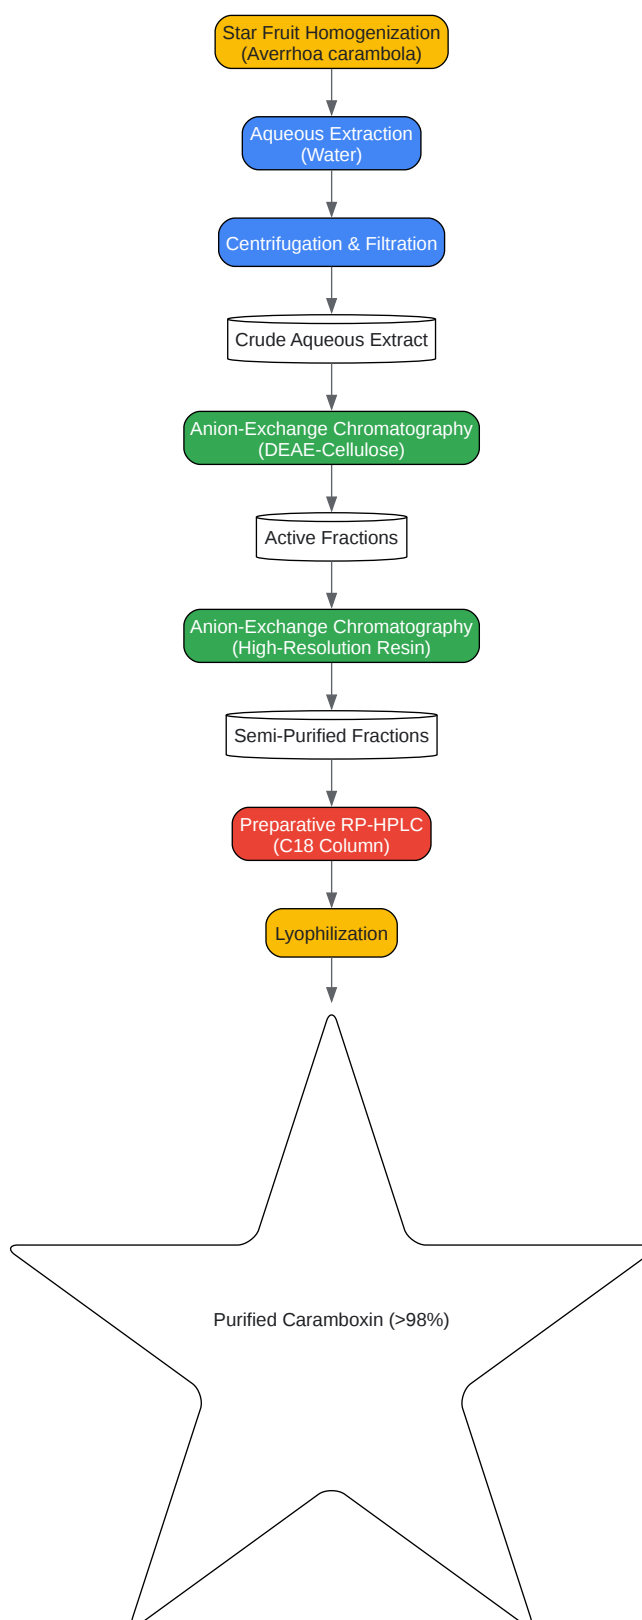 Star Fruit Homogenization
(Averrhoa carambola)
Aqueous Extraction
(Water)
Centrifugation & Filtration
Crude Aqueous Extract
Anion-Exchange Chromatography
(DEAE-Cellulose)
Active Fractions
Anion-Exchange Chromatography
(High-Resolution Resin)
Semi-Purified Fractions
Preparative RP-HPLC
(C18 Column)
Lyophilization
Purified Caramboxin (>98%)